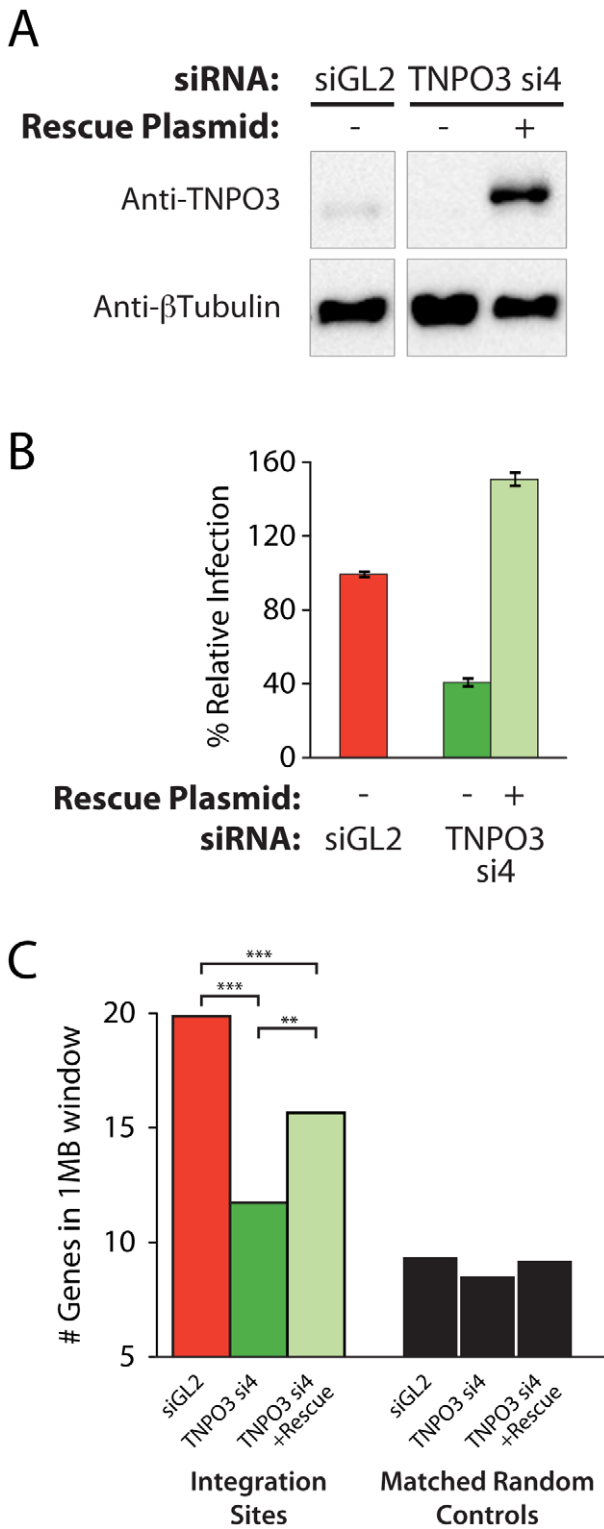 A
siRNA: siGL2 TNPO3 si4
Rescue Plasmid: - - +
Anti-TNPO3
Anti-βTubulin
B
% Relative Infection
160
120
80
40
0
Rescue Plasmid: - - +
siRNA: siGL2 TNPO3
si4
C
*** 
*** **
# Genes in 1MB window
20
15
10
5
siGL2
TNPO3 si4
TNPO3 si4
+Rescue
siGL2
TNPO3 si4
TNPO3 si4
+Rescue
Integration
Sites
Matched Random
Controls